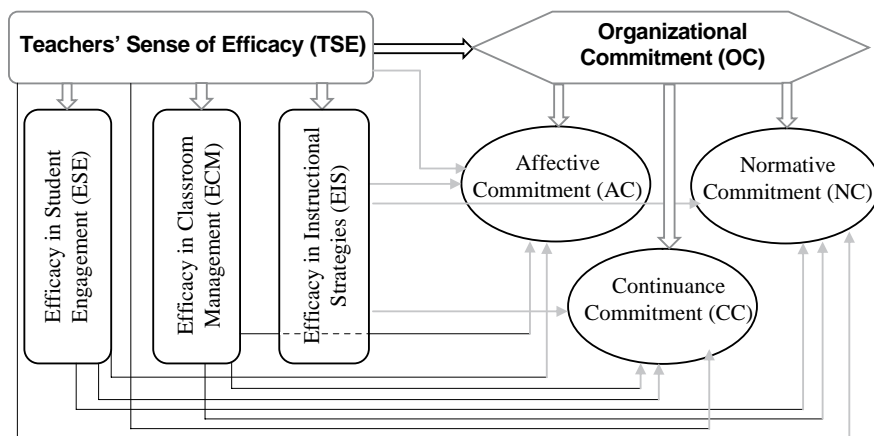 Teachers' Sense of Efficacy (TSE)
Organizational
Commitment (OC)
Efficacy in Student
Engagement (ESE)
Efficacy in Classroom
Management (ECM)
Efficacy in Instructional
Strategies (EIS)
Affective
Commitment (AC)
Normative
Commitment (NC)
Continuance
Commitment (CC)